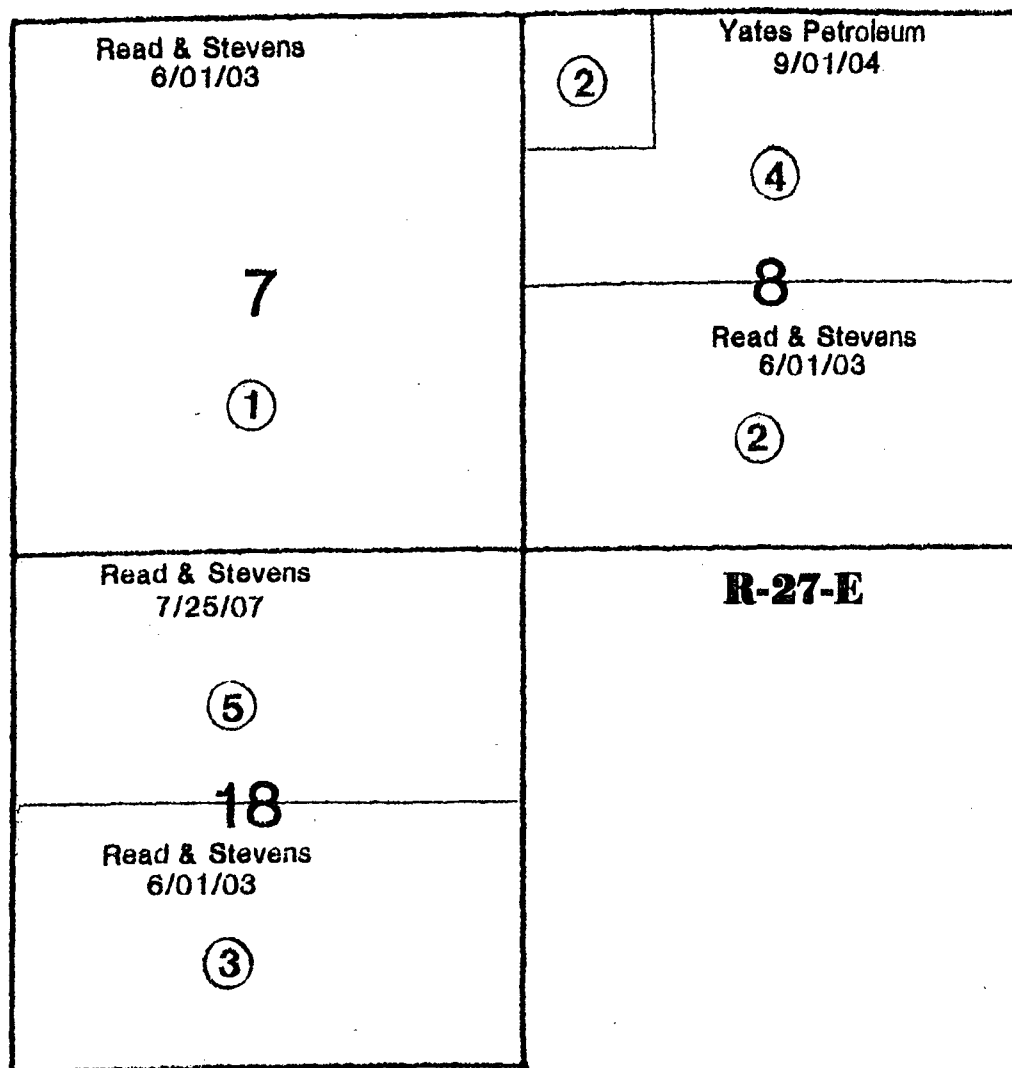 Read & Stevens
6/01/03
7
1
2
Yates Petroleum
9/01/04
4
8
Read & Stevens
6/01/03
2
Read & Stevens
7/25/07
5
18
Read & Stevens
6/01/03
3
R-27-E